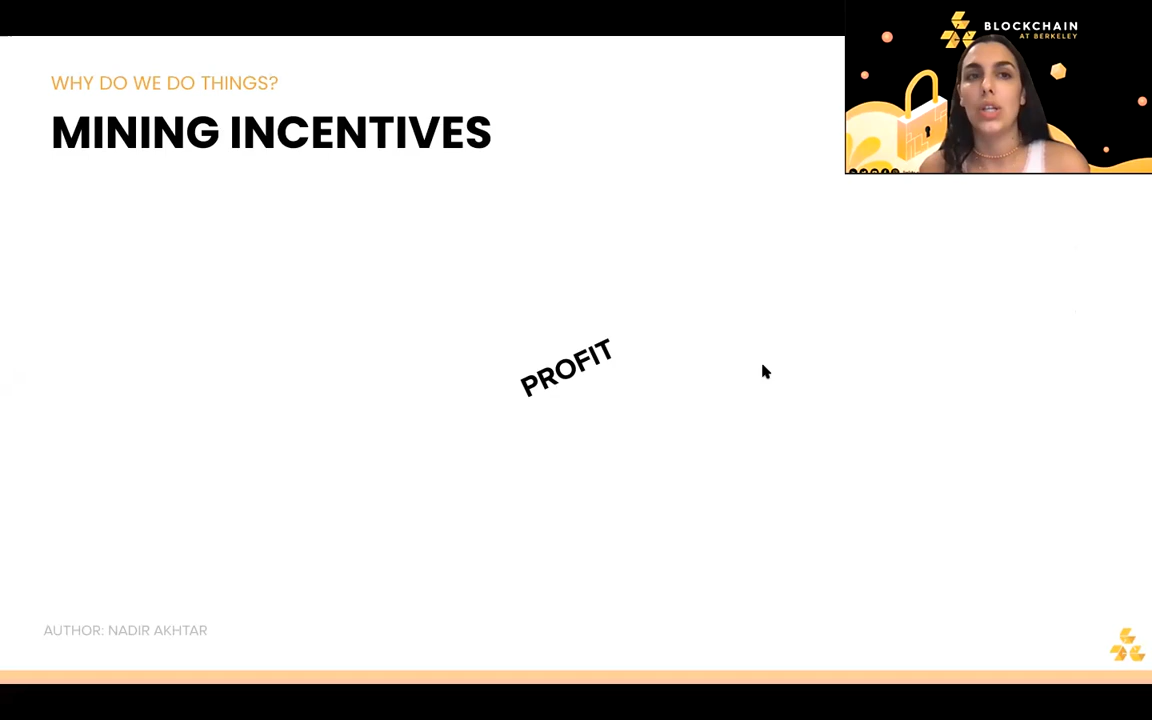 WHY DO WE DO THINGS?
MINING INCENTIVES
BLOCKCHAIN
AT BERKELEY
PROFIT
AUTHOR: NADIR AKHTAR